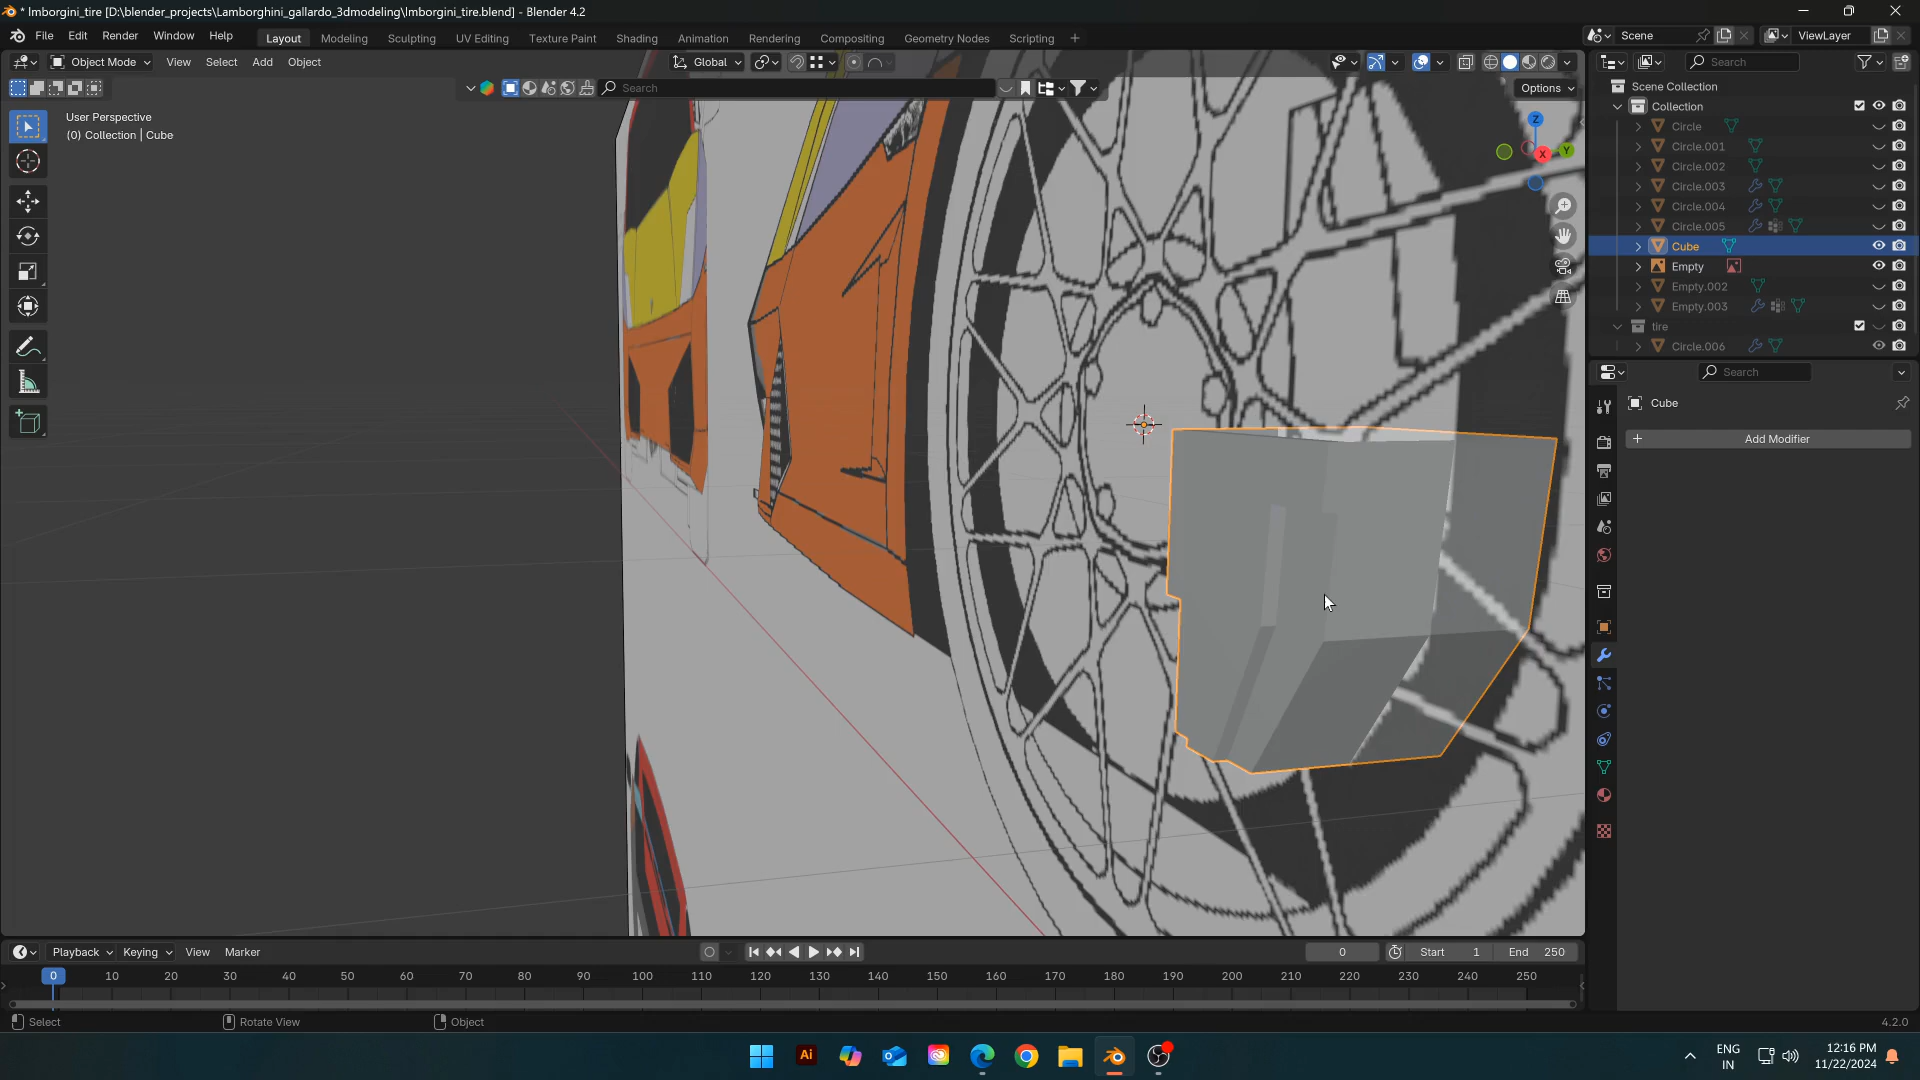 * lmborgini_tire [D:\blender_projects\Lamborghini_gallardo_3dmodeling\lmborgini_tire.blend] - Blender 4.2
File Edit Render Window Help Layout Modeling Sculpting UV Editing Texture Paint Shading Animation Rendering Compositing Geometry Nodes Scripting + Scene ViewLayer
Object Mode View Select Add Object Global Search
Search Options
User Perspective
(0) Collection | Cube
Z
X
Y
Scene Collection
Collection
Circle
Circle.001
Circle.002
Circle.003
Circle.004
Circle.005
Cube
Empty
Empty.002
Empty.003
tire
Circle.006
Search
Cube
+ Add Modifier
Playback Keying View Marker 0 Start 1 End 250
0 10 20 30 40 50 60 70 80 90 100 110 120 130 140 150 160 170 180 190 200 210 220 230 240 250
Select Rotate View Object 4.2.0
Ai
ENG
IN
12:16 PM
11/22/2024